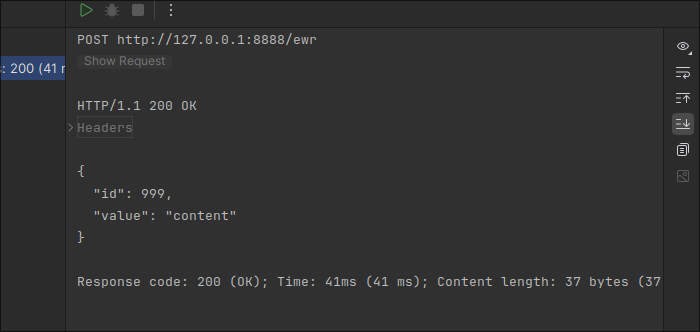 POST http://127.0.0.1:8888/ewr
Show Request
: 200 (41 m
HTTP/1.1 200 OK
Headers
{
"id": 999,
"value": "content"
}
Response code: 200 (OK); Time: 41ms (41 ms); Content length: 37 bytes (37